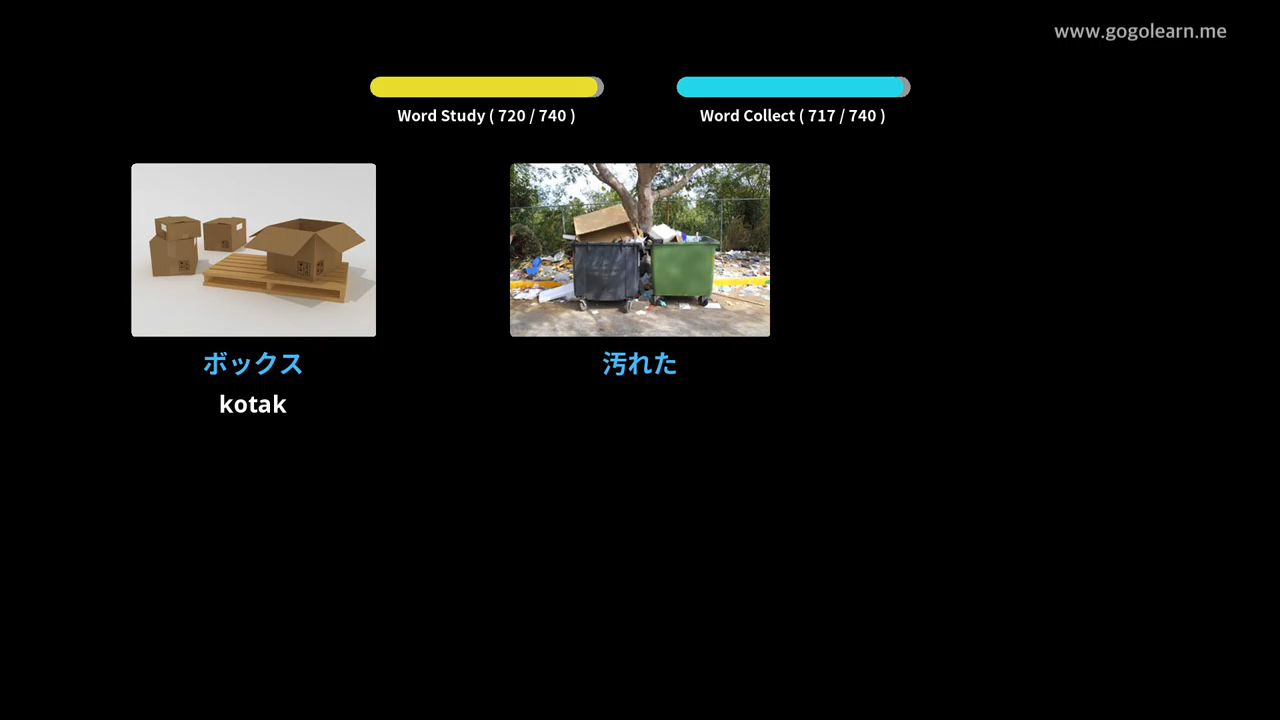 www.gogolearn.me
Word Study ( 720 / 740 )
Word Collect ( 717 / 740 )
ボックス
汚れた
kotak